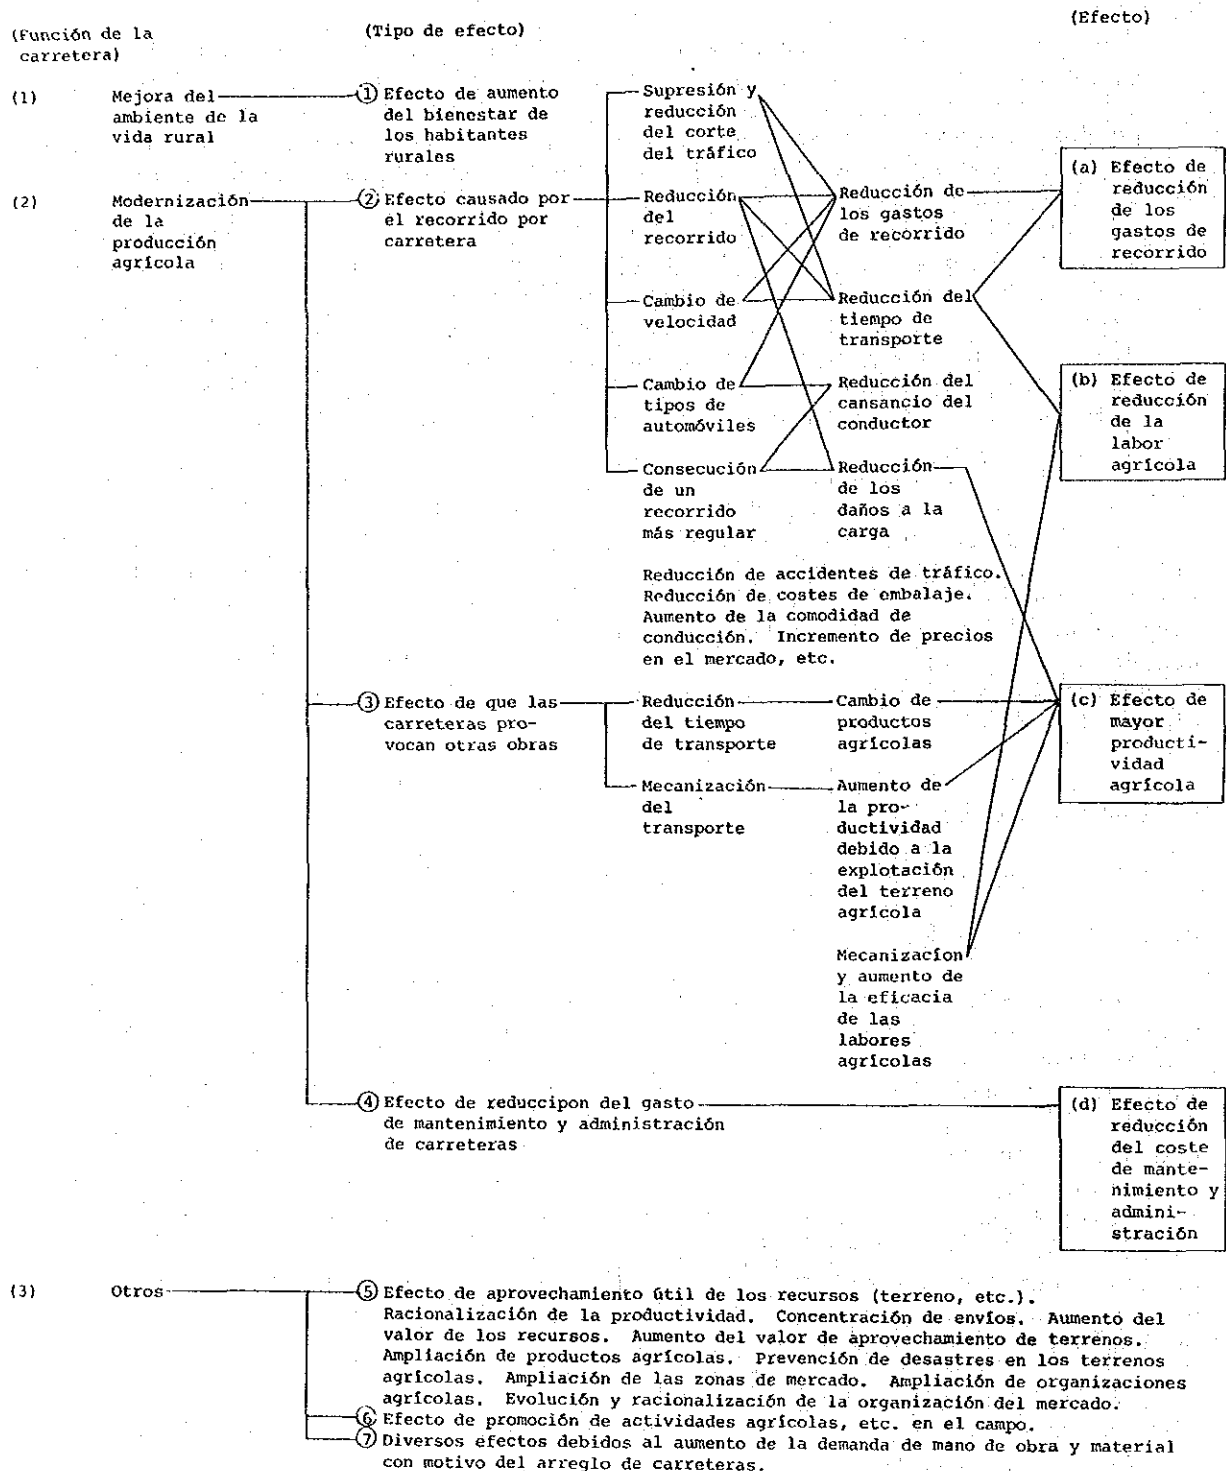 (Función de la
carretera)
(Tipo de efecto)
(Efecto)
(1)
Mejora del
ambiente de la
vida rural
① Efecto de aumento
del bienestar de
los habitantes
rurales
Supresión y
reducción
del corte
del tráfico
(2)
Modernización
de la
producción
agrícola
② Efecto causado por
el recorrido por
carretera
Reducción
del
recorrido
Reducción de
los gastos
de recorrido
(a) Efecto de
reducción
de los
gastos de
recorrido
Cambio de
velocidad
Reducción del
tiempo de
transporte
Cambio de
tipos de
automóviles
Reducción del
cansancio del
conductor
(b) Efecto de
reducción
de la
labor
agrícola
Consecución
de un
recorrido
más regular
Reducción
de los
daños a la
carga
Reducción de accidentes de tráfico.
Reducción de costes de embalaje.
Aumento de la comodidad de
conducción. Incremento de precios
en el mercado, etc.
③ Efecto de que las
carreteras pro-
vocan otras obras
Reducción
del tiempo
de transporte
Cambio de
productos
agrícolas
(c) Efecto de
mayor
producti-
vidad
agrícola
Mecanización
del
transporte
Aumento de
la pro-
ductividad
debido a la
explotación
del terreno
agrícola
Mecanizacíon
y aumento de
la eficacia
de las
labores
agrícolas
④ Efecto de reduccipon del gasto
de mantenimiento y administración
de carreteras
(d) Efecto de
reducción
del coste
de mante-
nimiento y
admini-
stración
(3)
Otros
⑤ Efecto de aprovechamiento útil de los recursos (terreno, etc.).
Racionalización de la productividad. Concentración de envíos. Aumento del
valor de los recursos. Aumento del valor de aprovechamiento de terrenos.
Ampliación de productos agrícolas. Prevención de desastres en los terrenos
agrícolas. Ampliación de las zonas de mercado. Ampliación de organizaciones
agrícolas. Evolución y racionalización de la organización del mercado.
⑥ Efecto de promoción de actividades agrícolas, etc. en el campo.
⑦ Diversos efectos debidos al aumento de la demanda de mano de obra y material
con motivo del arreglo de carreteras.